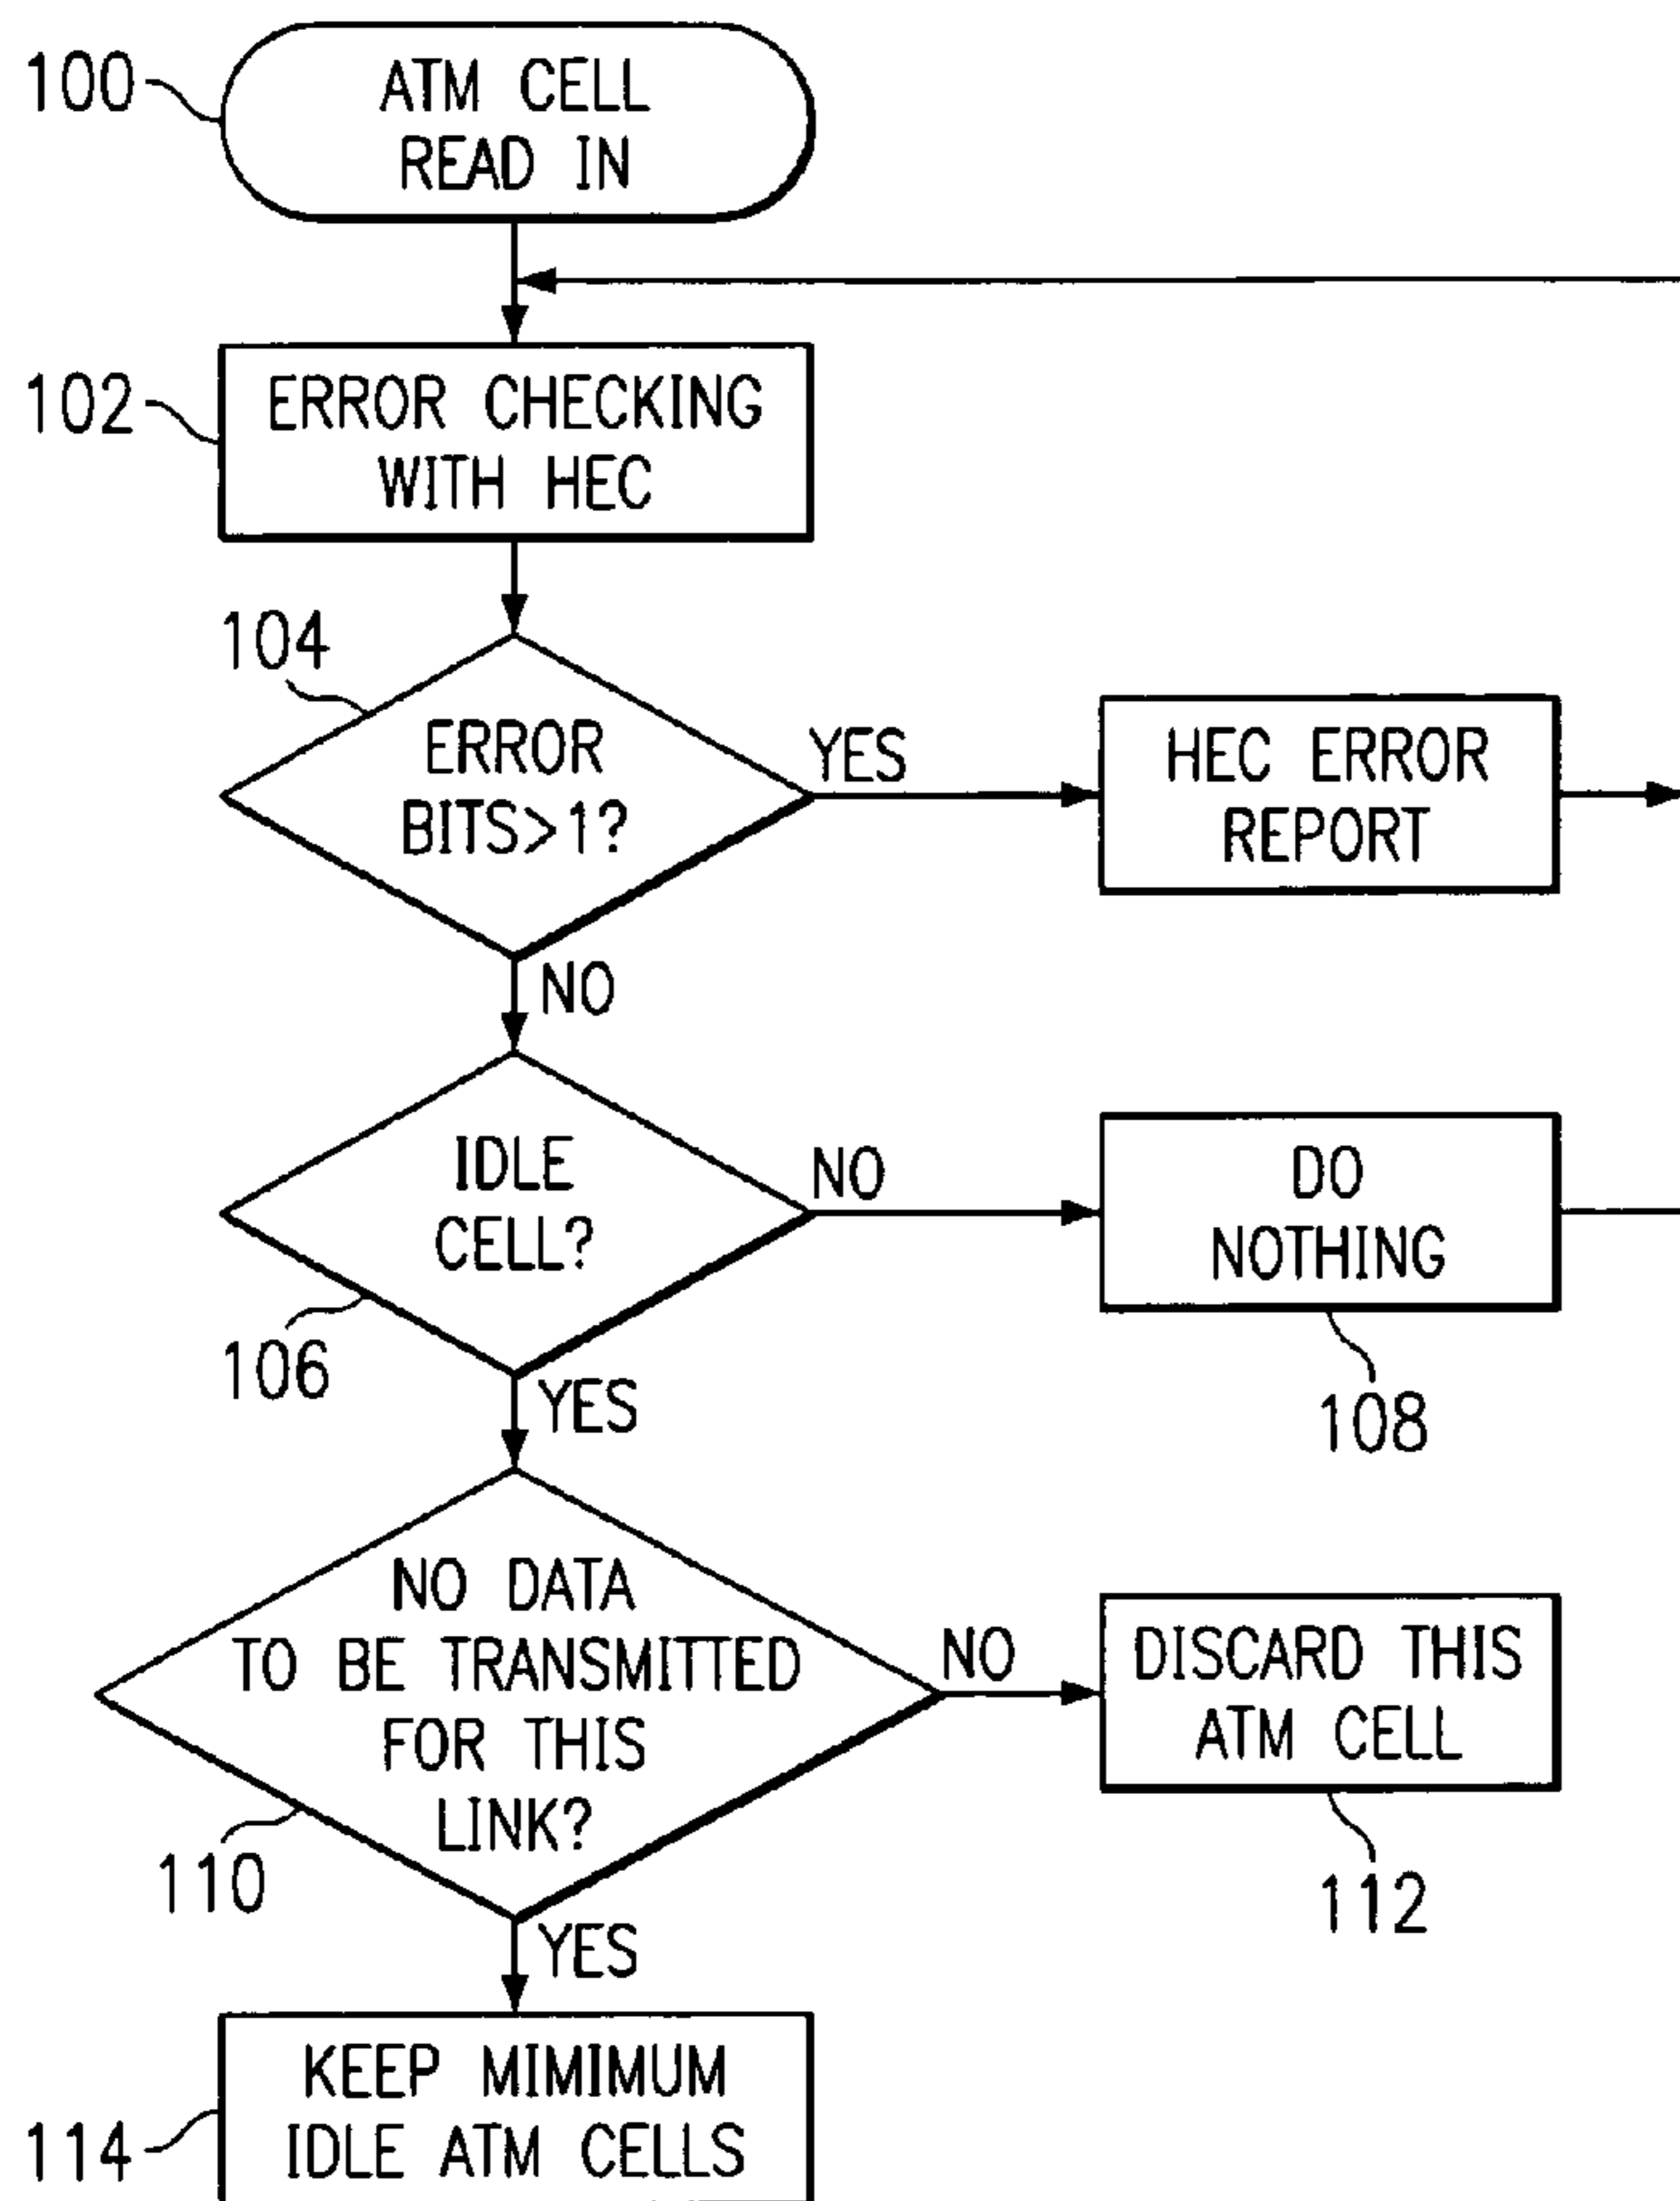 100
ATM CELL
READ IN
102
ERROR CHECKING
WITH HEC
104
ERROR
BITS>1?
YES
HEC ERROR
REPORT
NO
IDLE
CELL?
NO
DO
NOTHING
106
108
YES
NO DATA
TO BE TRANSMITTED
FOR THIS
LINK?
NO
DISCARD THIS
ATM CELL
110
112
YES
KEEP MIMIMUM
IDLE ATM CELLS
114